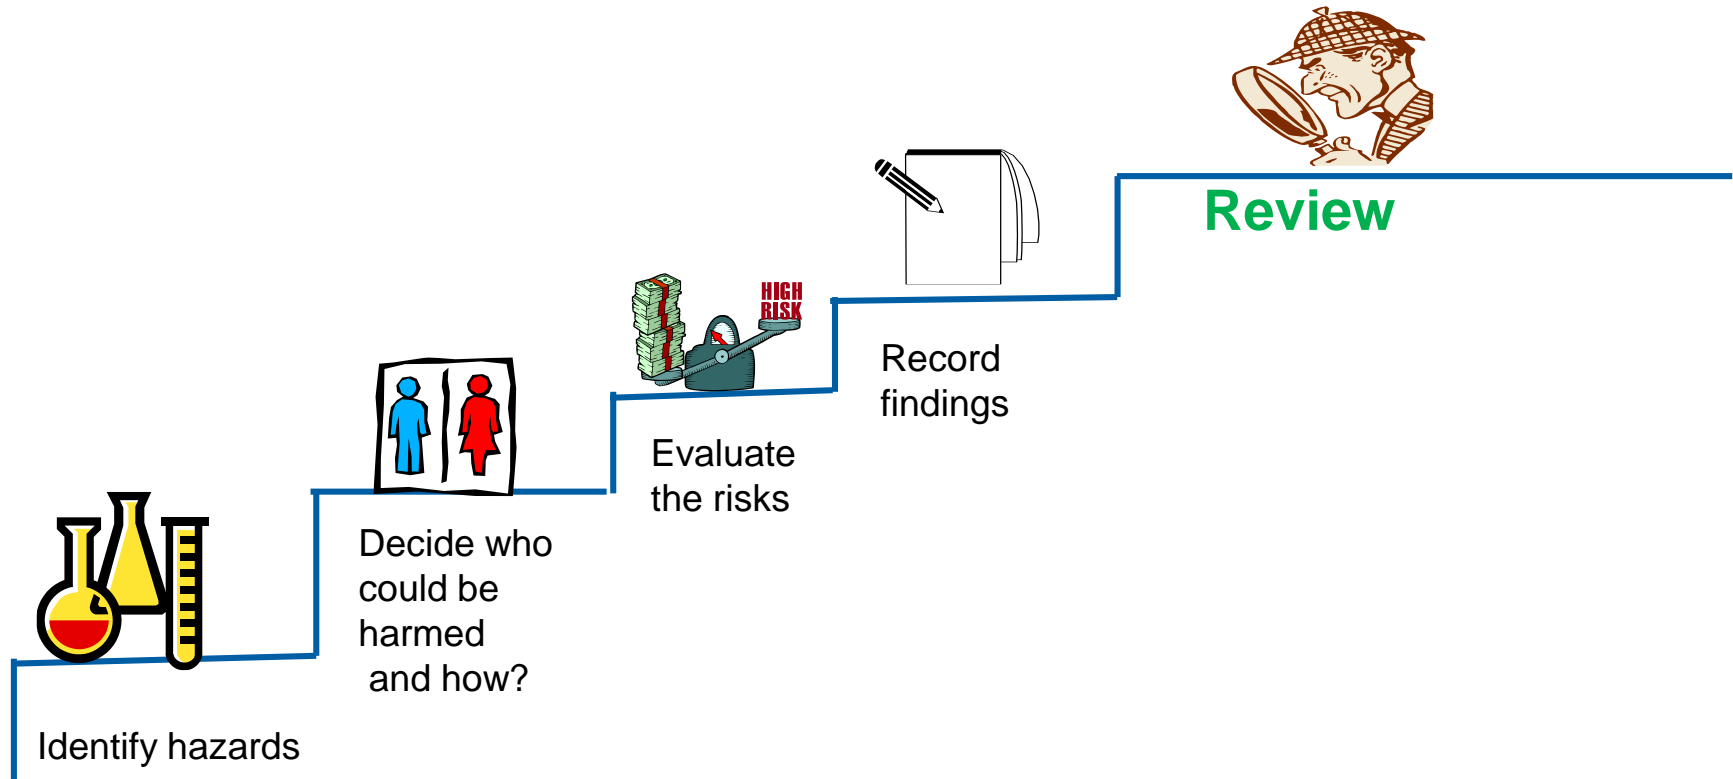 Identify hazards
Decide who
could be
harmed
and how?
Evaluate
the risks
HIGH
RISK
Record
findings
Review